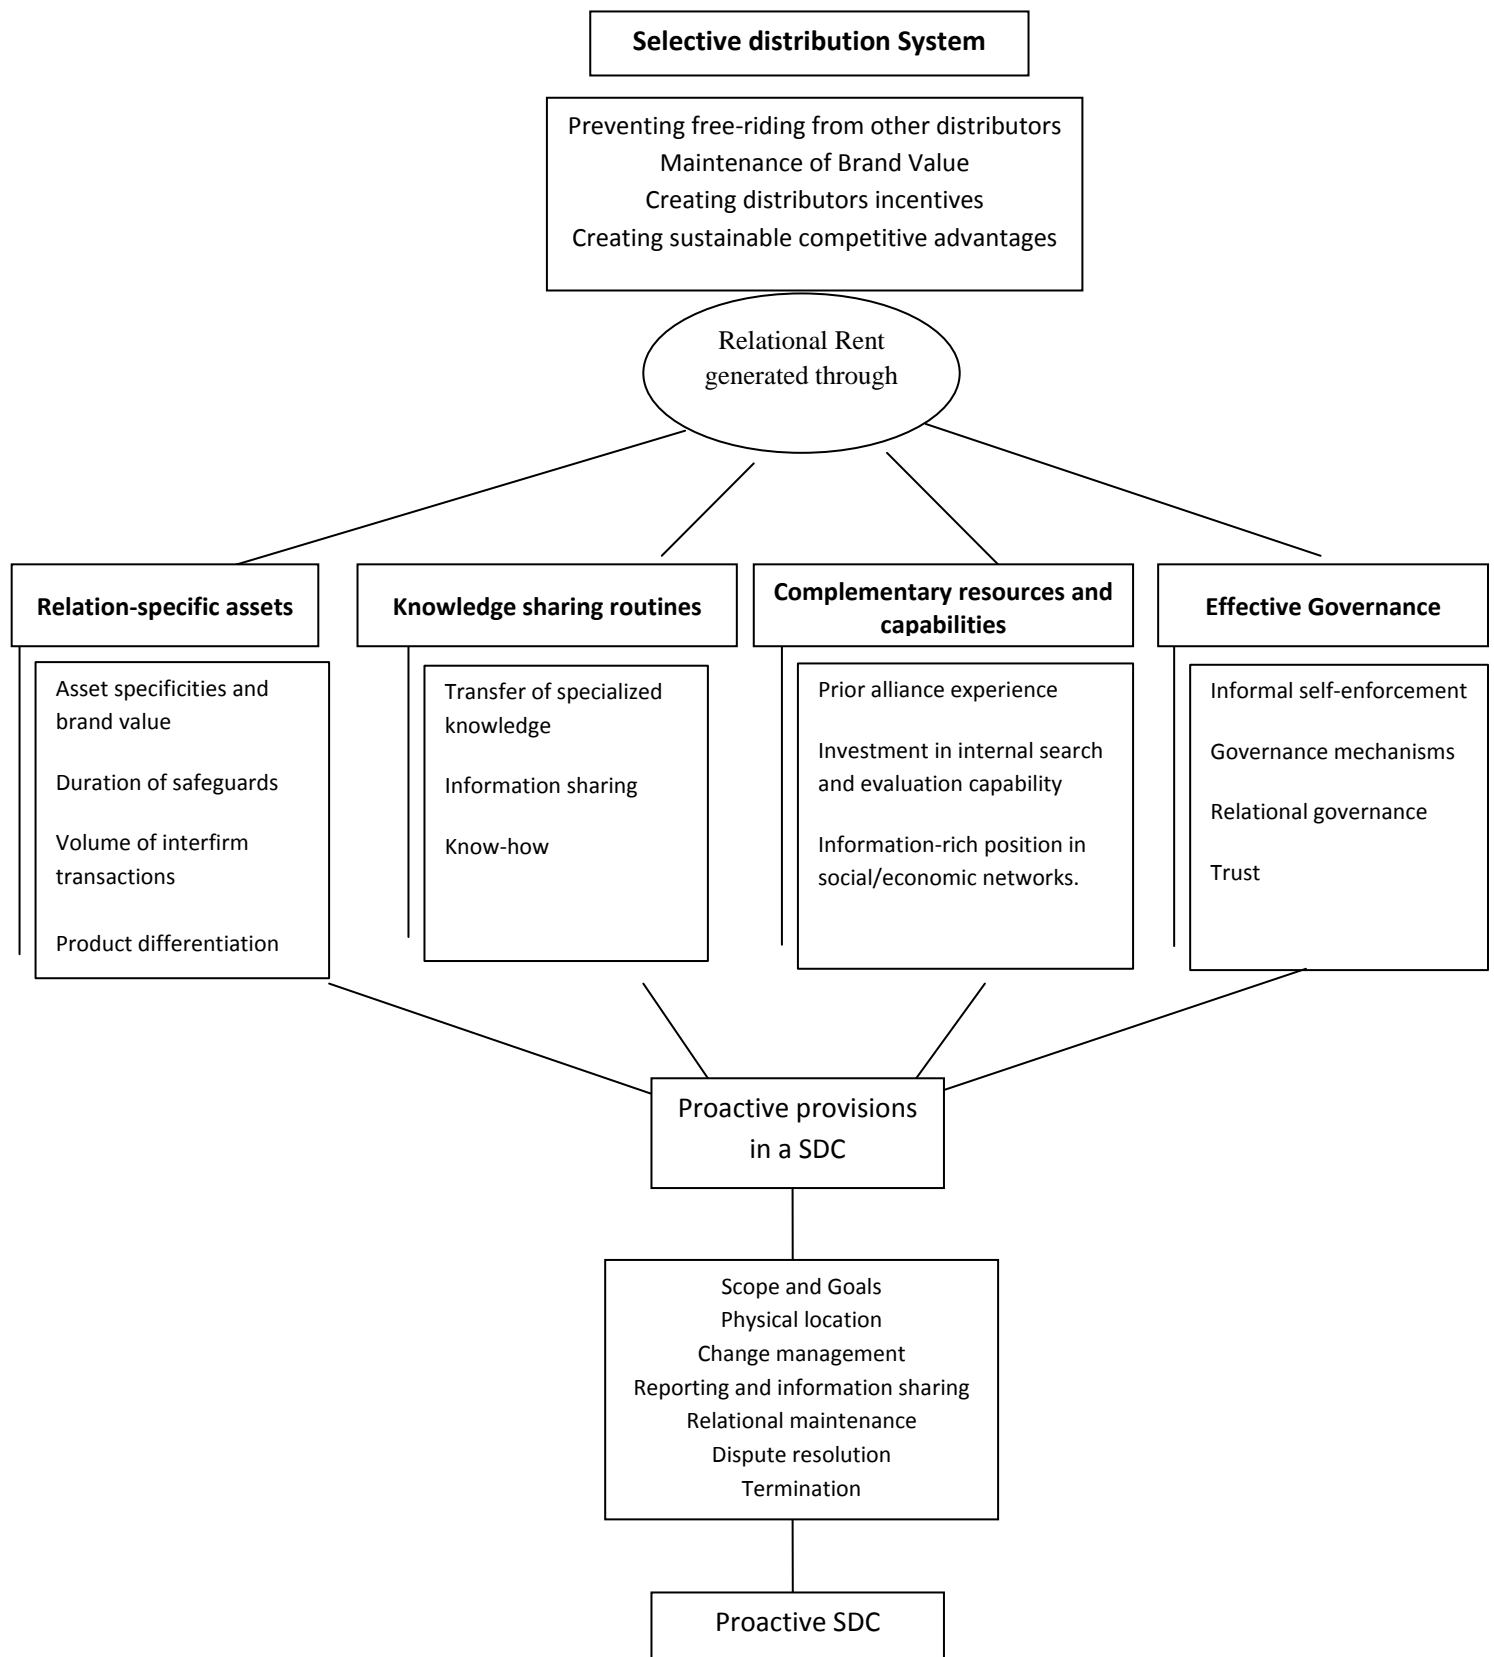 Selective distribution System
Preventing free-riding from other distributors
Maintenance of Brand Value
Creating distributors incentives
Creating sustainable competitive advantages
Relational Rent
generated through
Relation-specific assets
Knowledge sharing routines
Complementary resources and
capabilities
Effective Governance
Asset specificities and
brand value
Duration of safeguards
Volume of interfirm
transactions
Product differentiation
Transfer of specialized
knowledge
Information sharing
Know-how
Prior alliance experience
Investment in internal search
and evaluation capability
Information-rich position in
social/economic networks.
Informal self-enforcement
Governance mechanisms
Relational governance
Trust
Proactive provisions
in a SDC
Scope and Goals
Physical location
Change management
Reporting and information sharing
Relational maintenance
Dispute resolution
Termination
Proactive SDC